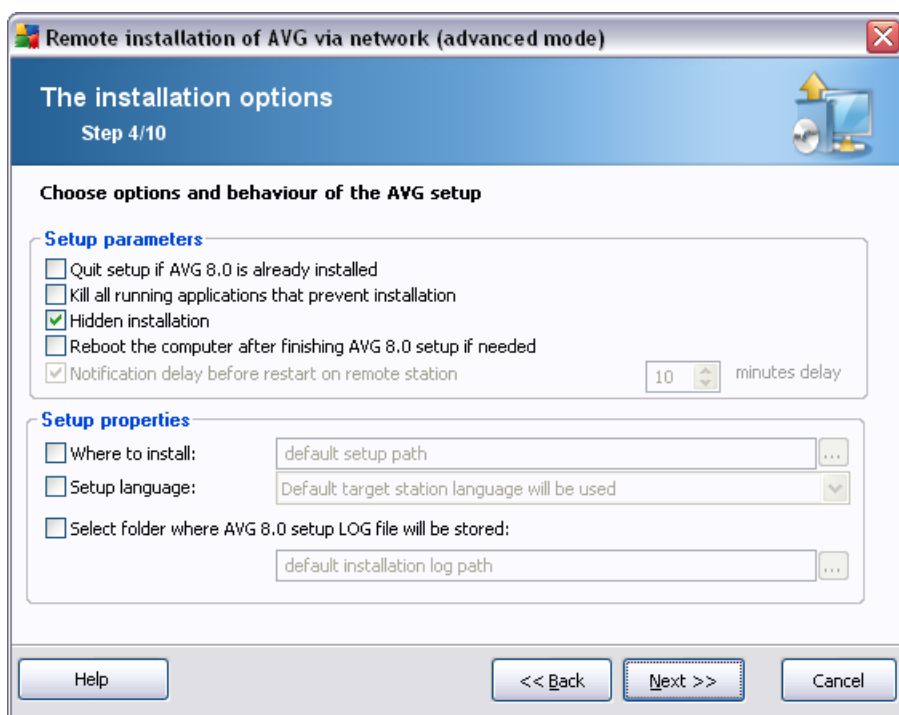 Remote installation of AVG via network (advanced mode)
The installation options
Step 4/10
Choose options and behaviour of the AVG setup
Setup parameters
Quit setup if AVG 8.0 is already installed
Kill all running applications that prevent installation
Hidden installation
Reboot the computer after finishing AVG 8.0 setup if needed
Notification delay before restart on remote station 10 minutes delay
Setup properties
Where to install: default setup path ...
Setup language: Default target station language will be used
Select folder where AVG 8.0 setup LOG file will be stored:
default installation log path ...
Help << Back Next >> Cancel